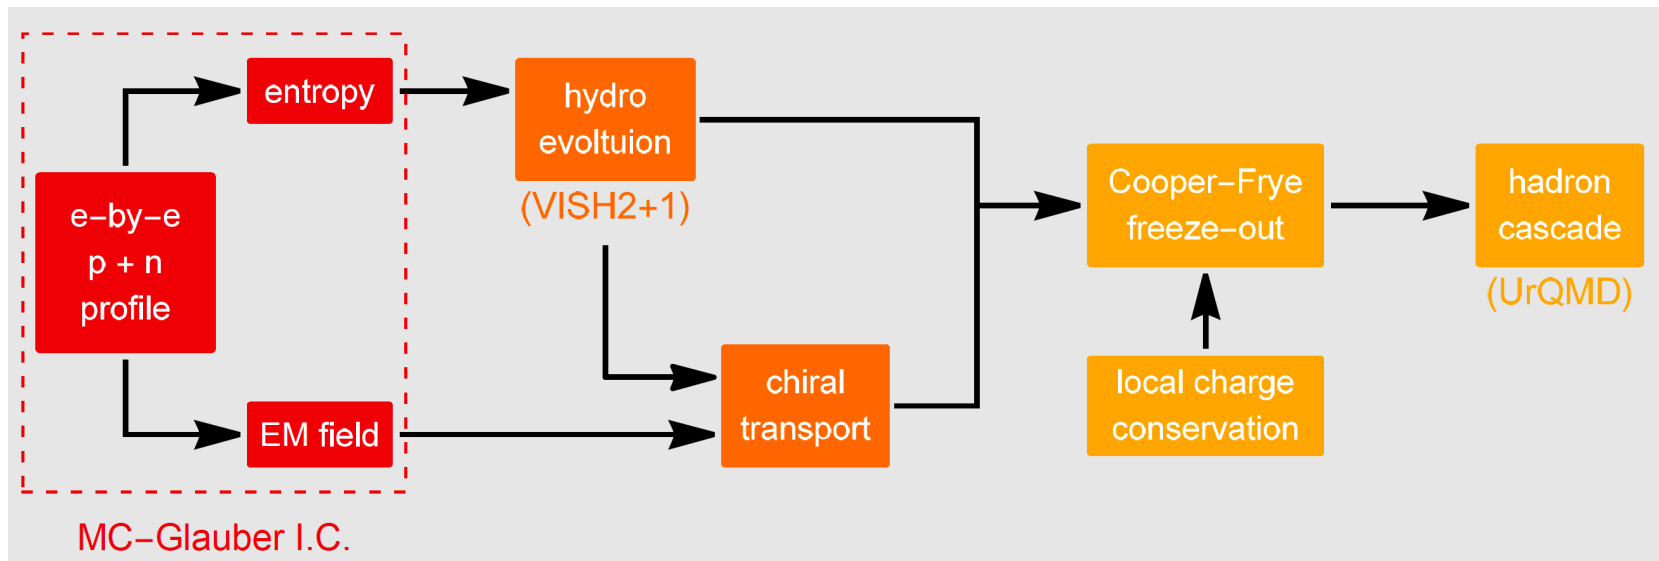 entropy
e−by−e
p + n
profile
EM field
MC−Glauber I.C.
hydro
evoltuion
(VISH2+1)
chiral
transport
Cooper−Frye
freeze−out
local charge
conservation
hadron
cascade
(UrQMD)